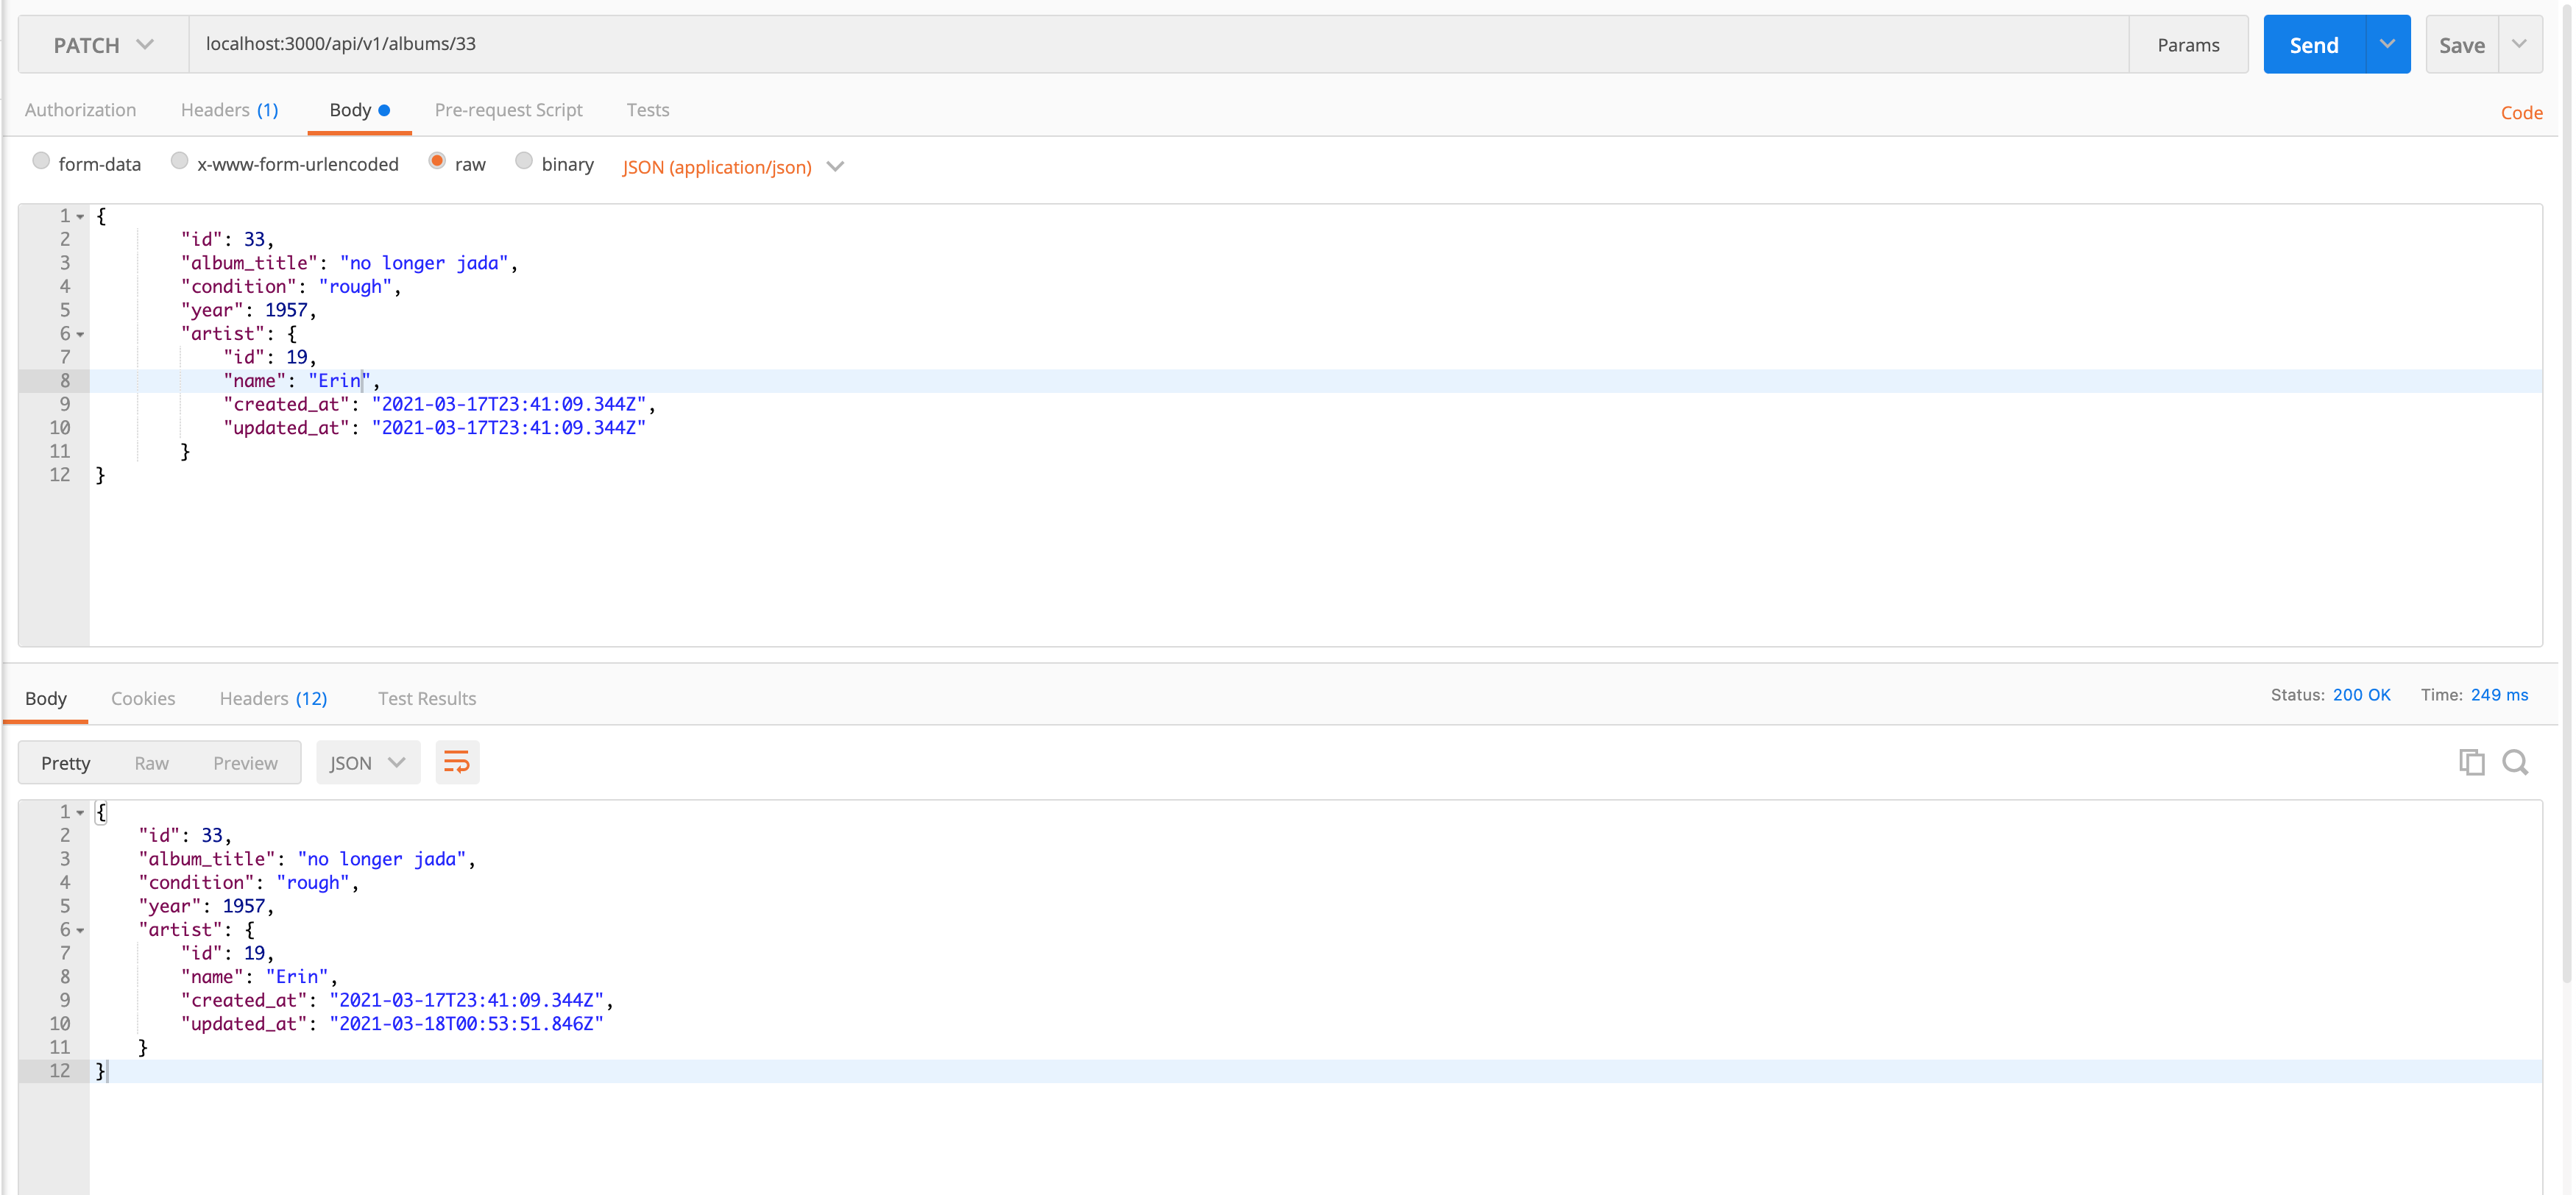 PATCH localhost:3000/api/v1/albums/33 Params Send Save
Authorization Headers (1) Body Pre-request Script Tests Code
form-data x-www-form-urlencoded raw binary JSON (application/json)
1 {
2 "id": 33,
3 "album_title": "no longer jada",
4 "condition": "rough",
5 "year": 1957,
6 "artist": {
7 "id": 19,
8 "name": "Erin",
9 "created_at": "2021-03-17T23:41:09.344Z",
10 "updated_at": "2021-03-17T23:41:09.344Z"
11 }
12 }
Body Cookies Headers (12) Test Results Status: 200 OK Time: 249 ms
Pretty Raw Preview JSON
1 {
2 "id": 33,
3 "album_title": "no longer jada",
4 "condition": "rough",
5 "year": 1957,
6 "artist": {
7 "id": 19,
8 "name": "Erin",
9 "created_at": "2021-03-17T23:41:09.344Z",
10 "updated_at": "2021-03-18T00:53:51.846Z"
11 }
12 }